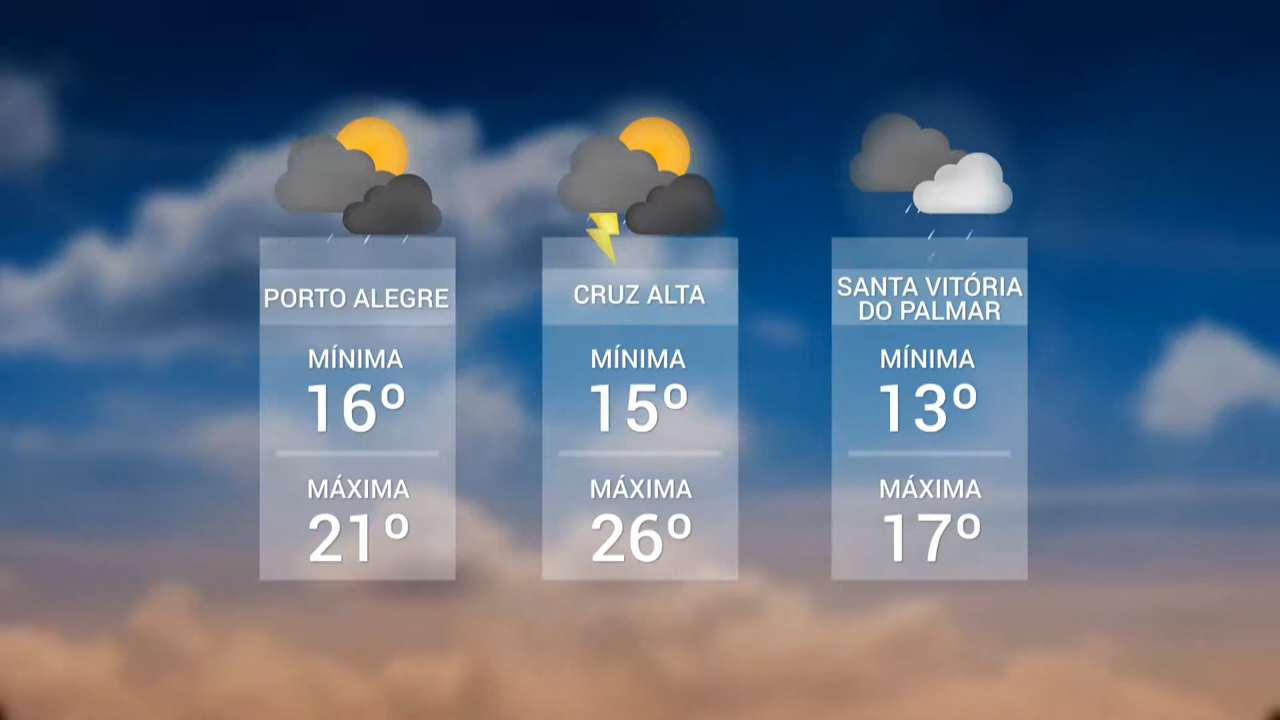 PORTO ALEGRE
MÍNIMA
16º
MÁXIMA
21º
CRUZ ALTA
MÍNIMA
15º
MÁXIMA
26º
SANTA VITÓRIA
DO PALMAR
MÍNIMA
13º
MÁXIMA
17º